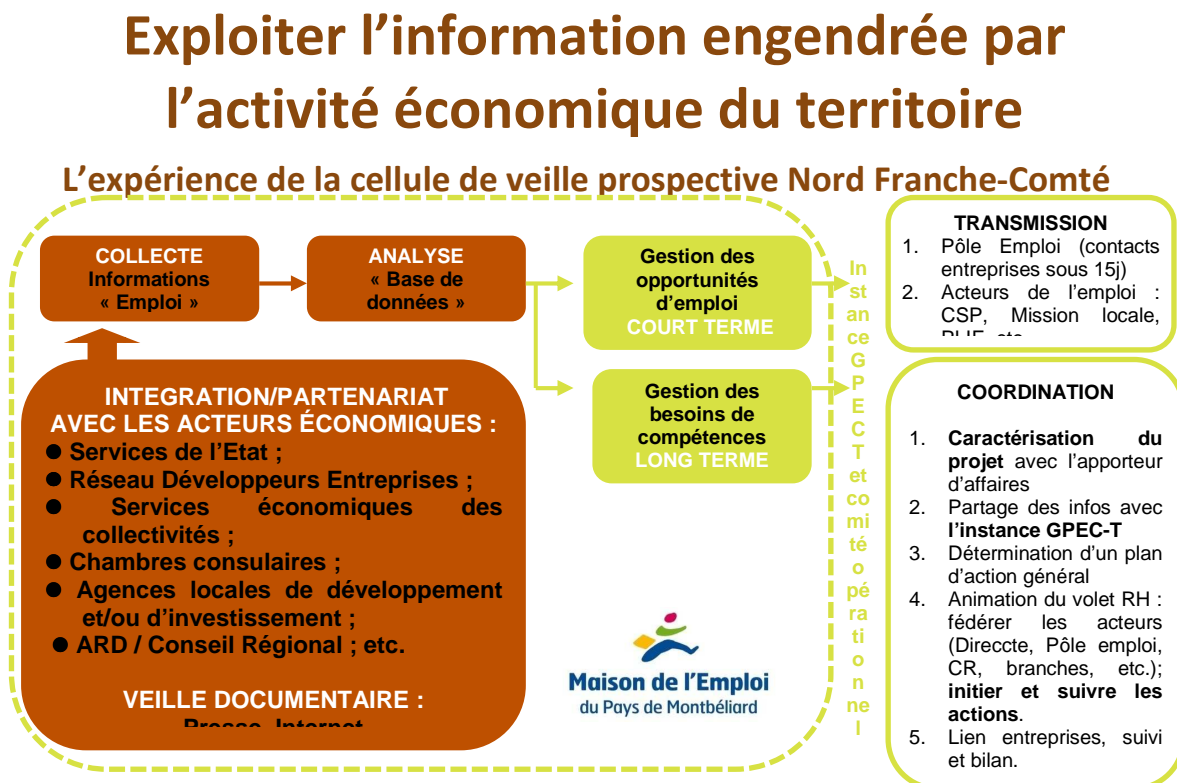 Exploiter l’information engendrée par
l’activité économique du territoire
L’expérience de la cellule de veille prospective Nord Franche-Comté
COLLECTE
Informations
« Emploi »
ANALYSE
« Base de
données »
Gestion des
opportunités
d’emploi
COURT TERME
Gestion des
besoins de
compétences
LONG TERME
INTEGRATION/PARTENARIAT
AVEC LES ACTEURS ÉCONOMIQUES :
● Services de l’Etat ;
● Réseau Développeurs Entreprises ;
● Services économiques des
collectivités ;
● Chambres consulaires ;
● Agences locales de développement
et/ou d’investissement ;
● ARD / Conseil Régional ; etc.
VEILLE DOCUMENTAIRE :
Presse, Internet
Maison de l’Emploi
du Pays de Montbéliard
In
st
an
ce
G
P
E
C
T
et
co
mi
té
o
pé
ra
ti
o
n
ne
l
TRANSMISSION
1. Pôle Emploi (contacts
entreprises sous 15j)
2. Acteurs de l’emploi :
CSP, Mission locale,
COORDINATION
1. Caractérisation du
projet avec l’apporteur
d’affaires
2. Partage des infos avec
l’instance GPEC-T
3. Détermination d’un plan
d’action général
4. Animation du volet RH :
fédérer les acteurs
(Direccte, Pôle emploi,
CR, branches, etc.);
initier et suivre les
actions.
5. Lien entreprises, suivi
et bilan.